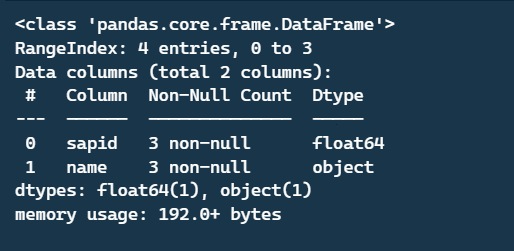 <class 'pandas.core.frame.DataFrame'>
RangeIndex: 4 entries, 0 to 3
Data columns (total 2 columns):
 #   Column  Non-Null Count  Dtype
---  ------  --------------  -----
 0   sapid   3 non-null      float64
 1   name    3 non-null      object
dtypes: float64(1), object(1)
memory usage: 192.0+ bytes